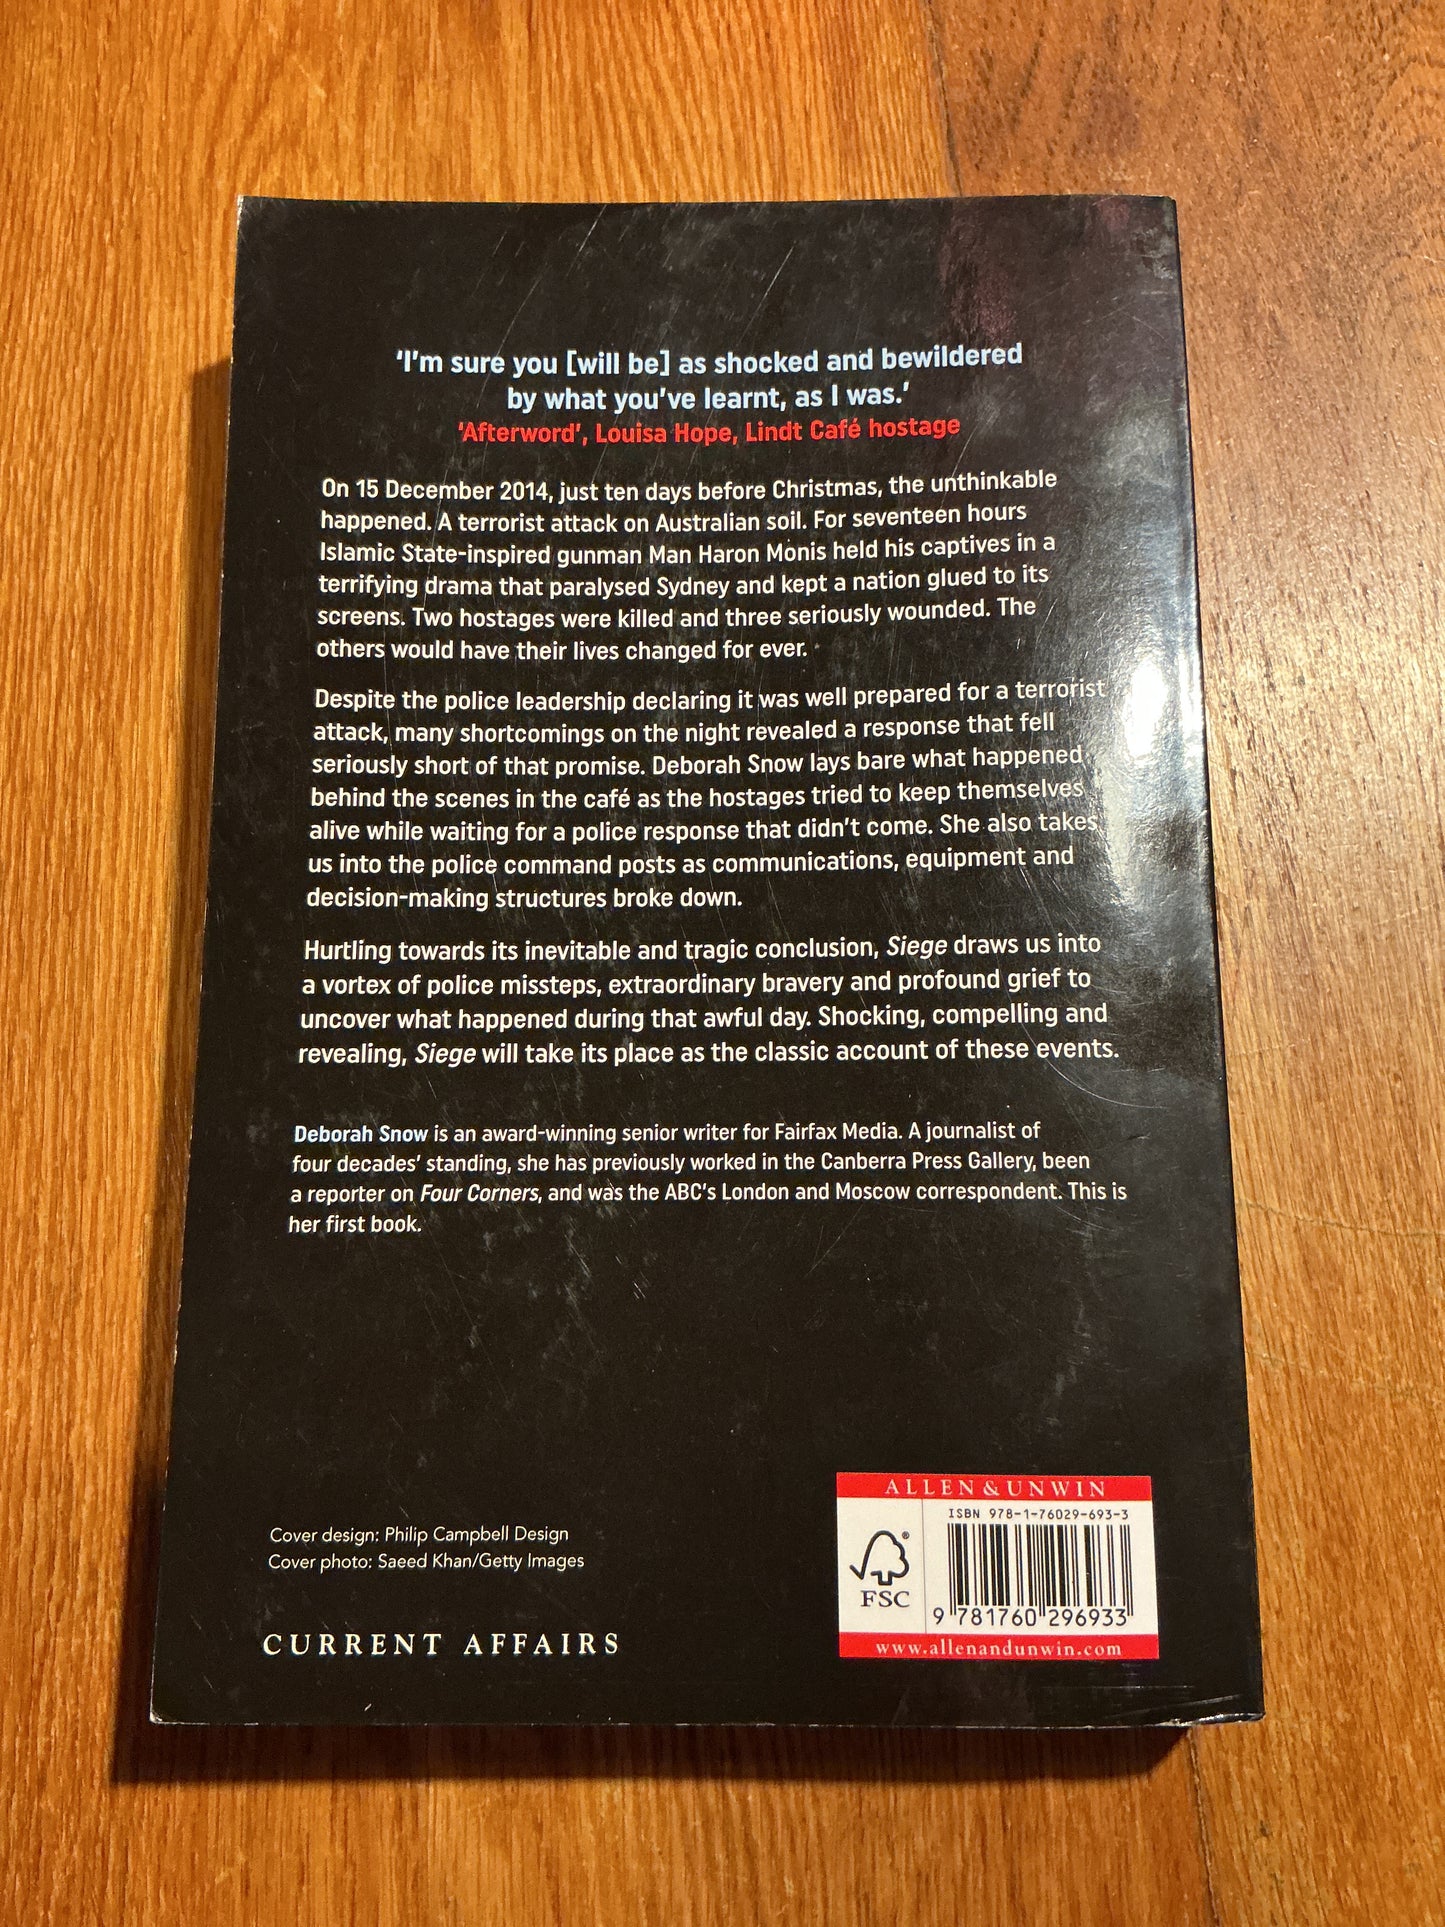 ‘I’m sure you [will be] as shocked and bewildered
by what you’ve learnt, as I was.’
‘Afterword’, Louisa Hope, Lindt Café hostage
On 15 December 2014, just ten days before Christmas, the unthinkable
happened. A terrorist attack on Australian soil. For seventeen hours
Islamic State-inspired gunman Man Haron Monis held his captives in a
terrifying drama that paralysed Sydney and kept a nation glued to its
screens. Two hostages were killed and three seriously wounded. The
others would have their lives changed for ever.
Despite the police leadership declaring it was well prepared for a terrorist
attack, many shortcomings on the night revealed a response that fell
seriously short of that promise. Deborah Snow lays bare what happened
behind the scenes in the café as the hostages tried to keep themselves
alive while waiting for a police response that didn’t come. She also takes
us into the police command posts as communications, equipment and
decision-making structures broke down.
Hurtling towards its inevitable and tragic conclusion, Siege draws us into
a vortex of police missteps, extraordinary bravery and profound grief to
uncover what happened during that awful day. Shocking, compelling and
revealing, Siege will take its place as the classic account of these events.
Deborah Snow is an award-winning senior writer for Fairfax Media. A journalist of
four decades’ standing, she has previously worked in the Canberra Press Gallery, been
a reporter on Four Corners, and was the ABC’s London and Moscow correspondent. This is
her first book.
Cover design: Philip Campbell Design
Cover photo: Saeed Khan/Getty Images
CURRENT AFFAIRS
ALLEN & UNWIN
ISBN 978-1-76029-693-3
®
FSC
9 781760 296933
www.allenandunwin.com